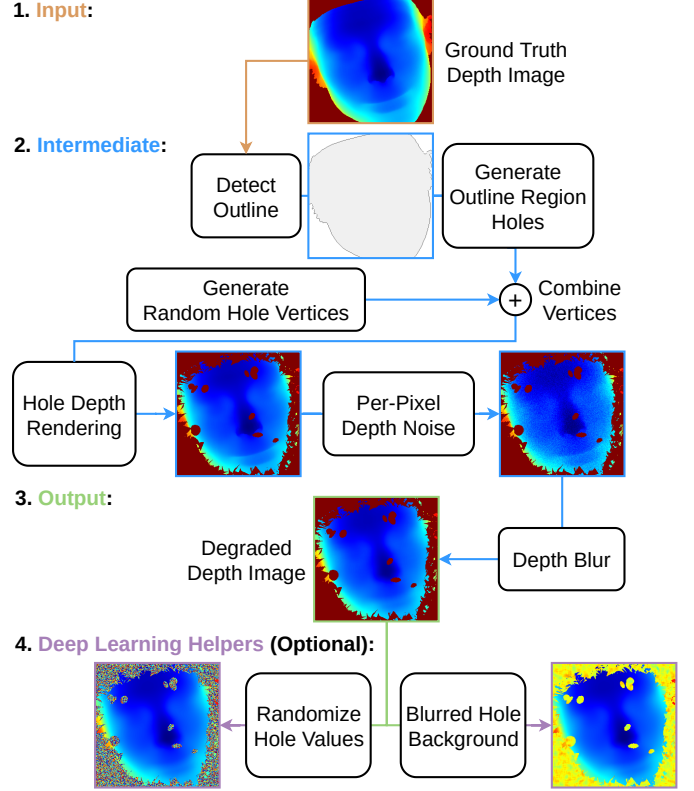 1. Input:
Ground Truth
Depth Image
2. Intermediate:
Detect
Outline
Generate
Outline Region
Holes
Generate
Random Hole Vertices
+
Combine
Vertices
Hole Depth
Rendering
Per-Pixel
Depth Noise
3. Output:
Degraded
Depth Image
Depth Blur
4. Deep Learning Helpers (Optional):
Randomize
Hole Values
Blurred Hole
Background